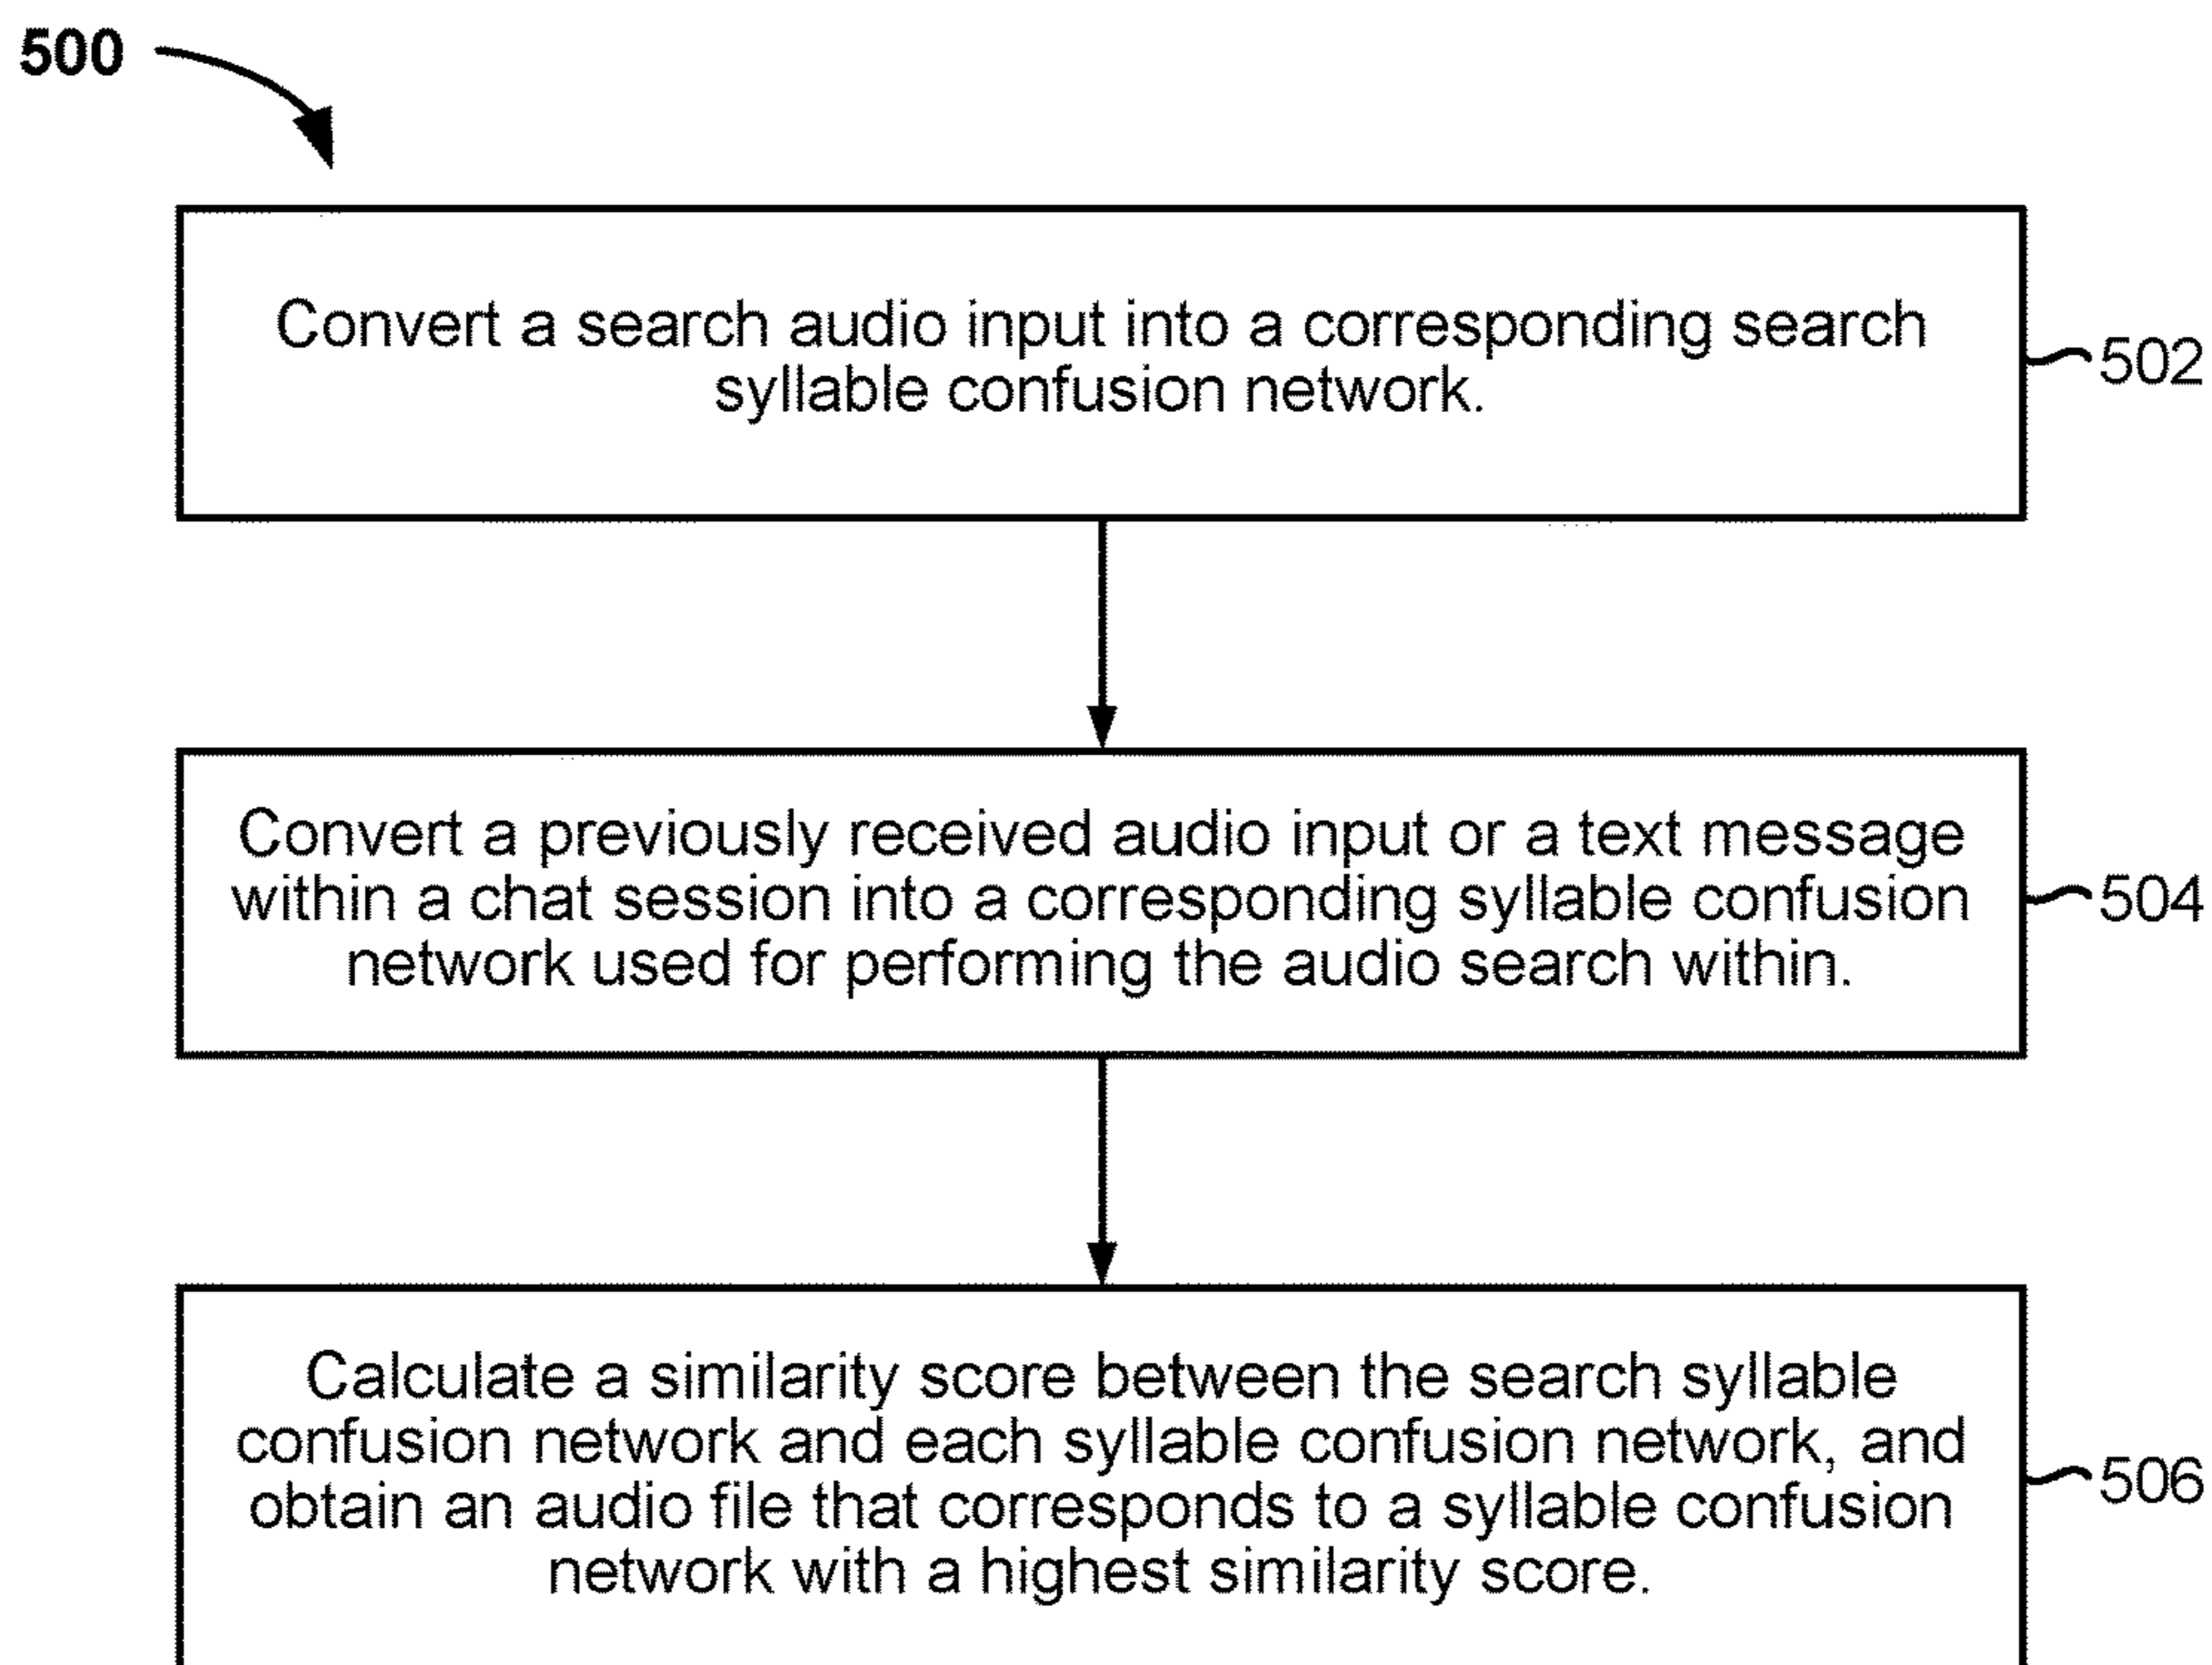 500
Convert a search audio input into a corresponding search
syllable confusion network.
502
Convert a previously received audio input or a text message
within a chat session into a corresponding syllable confusion
network used for performing the audio search within.
504
Calculate a similarity score between the search syllable
confusion network and each syllable confusion network, and
obtain an audio file that corresponds to a syllable confusion
network with a highest similarity score.
506